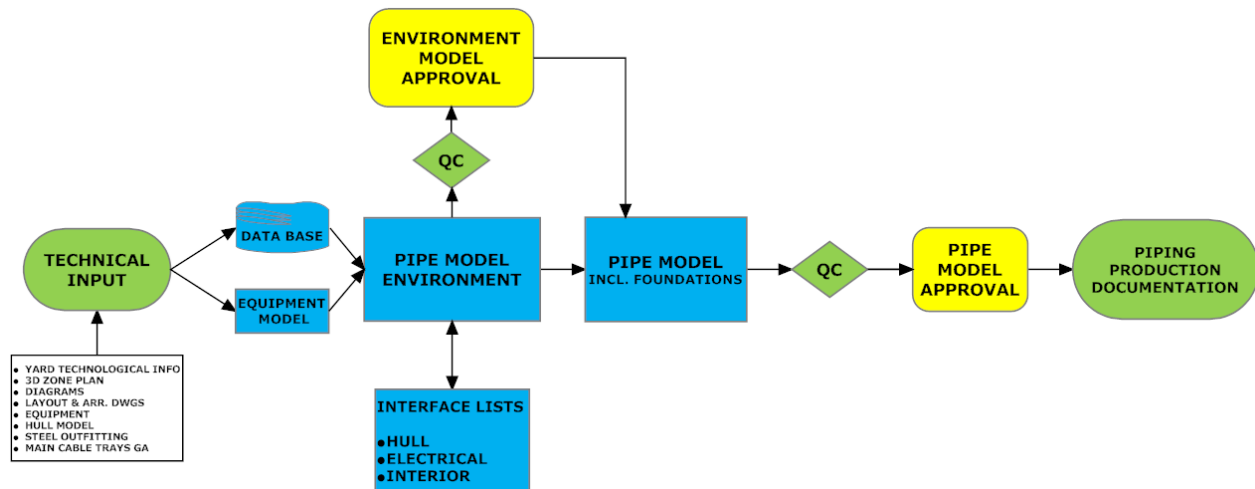 ENVIRONMENT
MODEL
APPROVAL
QC
DATA BASE
TECHNICAL
INPUT
EQUIPMENT
MODEL
PIPE MODEL
ENVIRONMENT
PIPE MODEL
INCL. FOUNDATIONS
QC
PIPE
MODEL
APPROVAL
PIPING
PRODUCTION
DOCUMENTATION
● YARD TECHNOLOGICAL INFO
● 3D ZONE PLAN
● DIAGRAMS
● LAYOUT & ARR. DWGS
● EQUIPMENT
● HULL MODEL
● STEEL OUTFITTING
● MAIN CABLE TRAYS GA
INTERFACE LISTS
●HULL
●ELECTRICAL
●INTERIOR